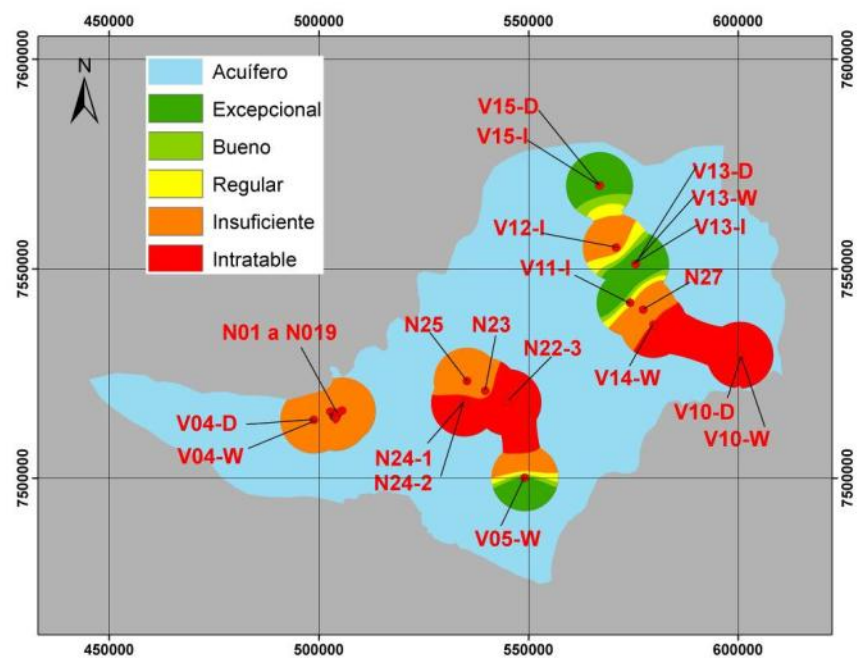 450000 500000 550000 600000
7600000 7600000
N
Acuífero
Excepcional
Bueno
Regular
Insuficiente
Intratable
V15-D
V15-I
V13-D
V13-W
V13-I
V12-I
V11-I
N27
7550000 7550000
N01 a N019
N25
N23
N22-3
V14-W
V10-D
V10-W
V04-D
V04-W
N24-1
N24-2
7500000 7500000
V05-W
450000 500000 550000 600000